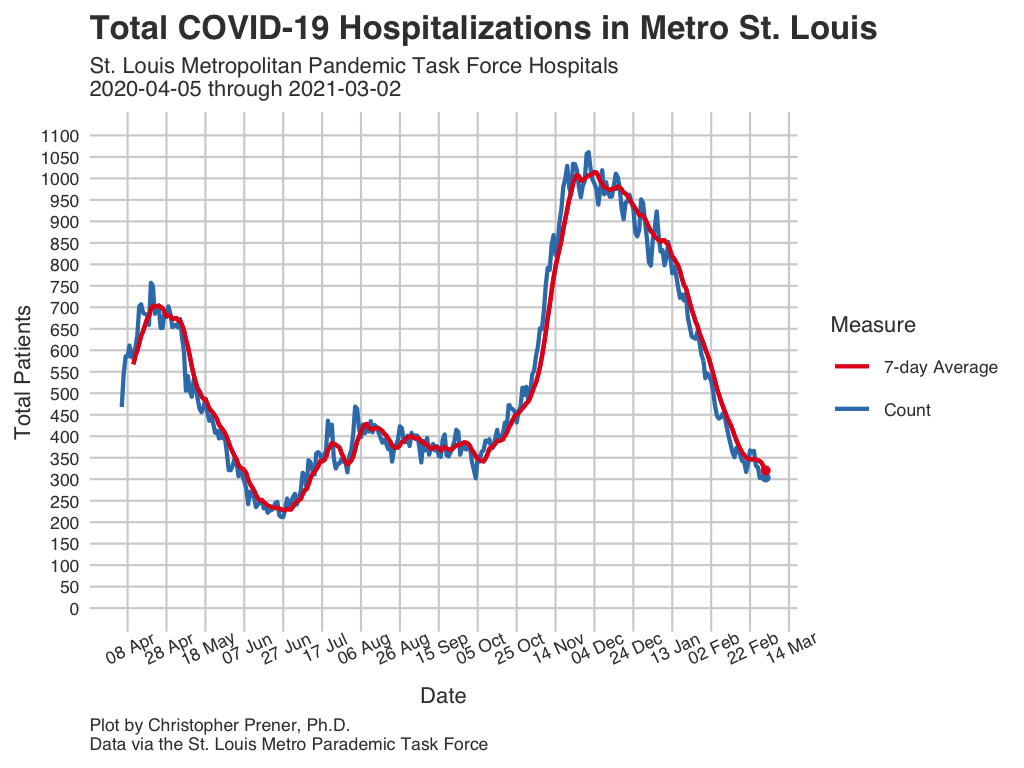 Total COVID-19 Hospitalizations in Metro St. Louis
St. Louis Metropolitan Pandemic Task Force Hospitals
2020-04-05 through 2021-03-02
1100
1050
1000
950
900
850
800
750
700
650
600
550
500
450
400
350
300
250
200
150
100
50
0
Total Patients
08 Apr
28 Apr
18 May
07 Jun
27 Jun
17 Jul
06 Aug
26 Aug
15 Sep
05 Oct
25 Oct
14 Nov
04 Dec
24 Dec
13 Jan
02 Feb
22 Feb
14 Mar
Date
Measure
7-day Average
Count
Plot by Christopher Prener, Ph.D.
Data via the St. Louis Metro Parademic Task Force